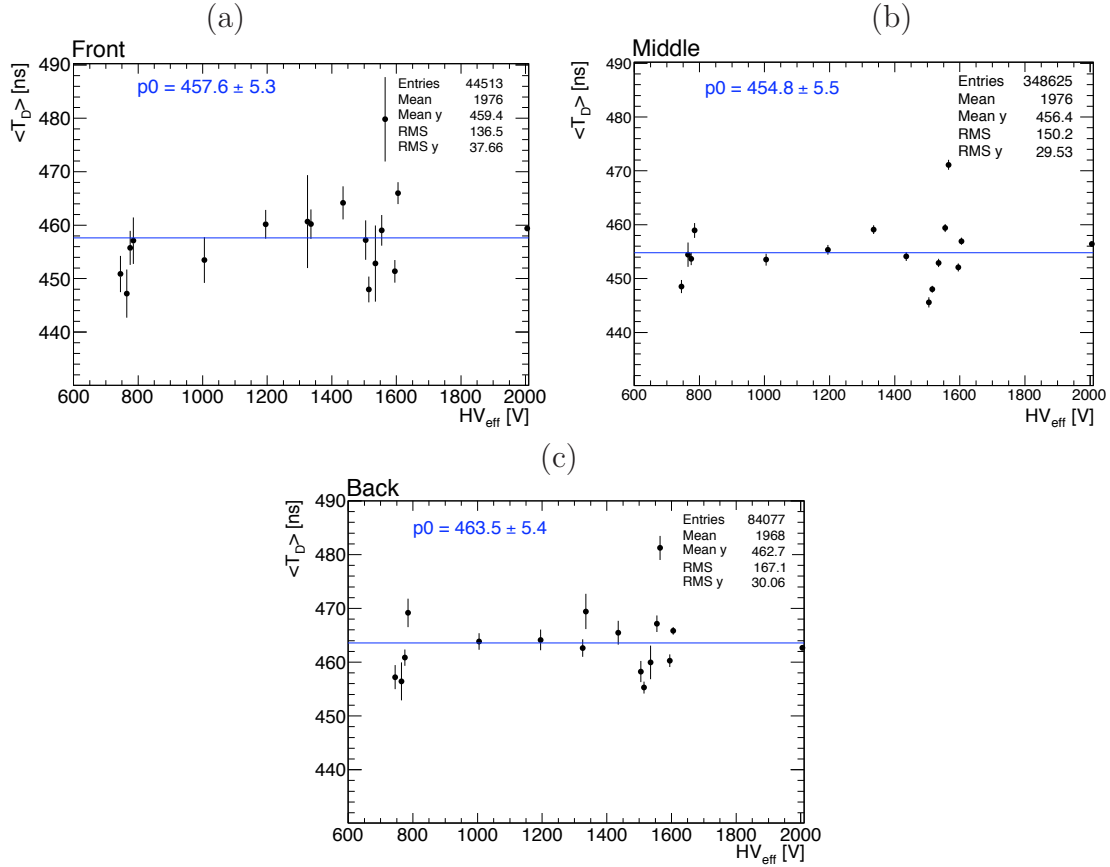 (a)
Front
p0 = 457.6 ± 5.3
Entries 44513
Mean 1976
Mean y 459.4
RMS 136.5
RMS y 37.66
<T_D> [ns]
490
480
470
460
450
440
600 800 1000 1200 1400 1600 1800 2000
HV_eff [V]
(b)
Middle
p0 = 454.8 ± 5.5
Entries 348625
Mean 1976
Mean y 456.4
RMS 150.2
RMS y 29.53
<T_D> [ns]
490
480
470
460
450
440
600 800 1000 1200 1400 1600 1800 2000
HV_eff [V]
(c)
Back
p0 = 463.5 ± 5.4
Entries 84077
Mean 1968
Mean y 462.7
RMS 167.1
RMS y 30.06
<T_D> [ns]
490
480
470
460
450
440
600 800 1000 1200 1400 1600 1800 2000
HV_eff [V]